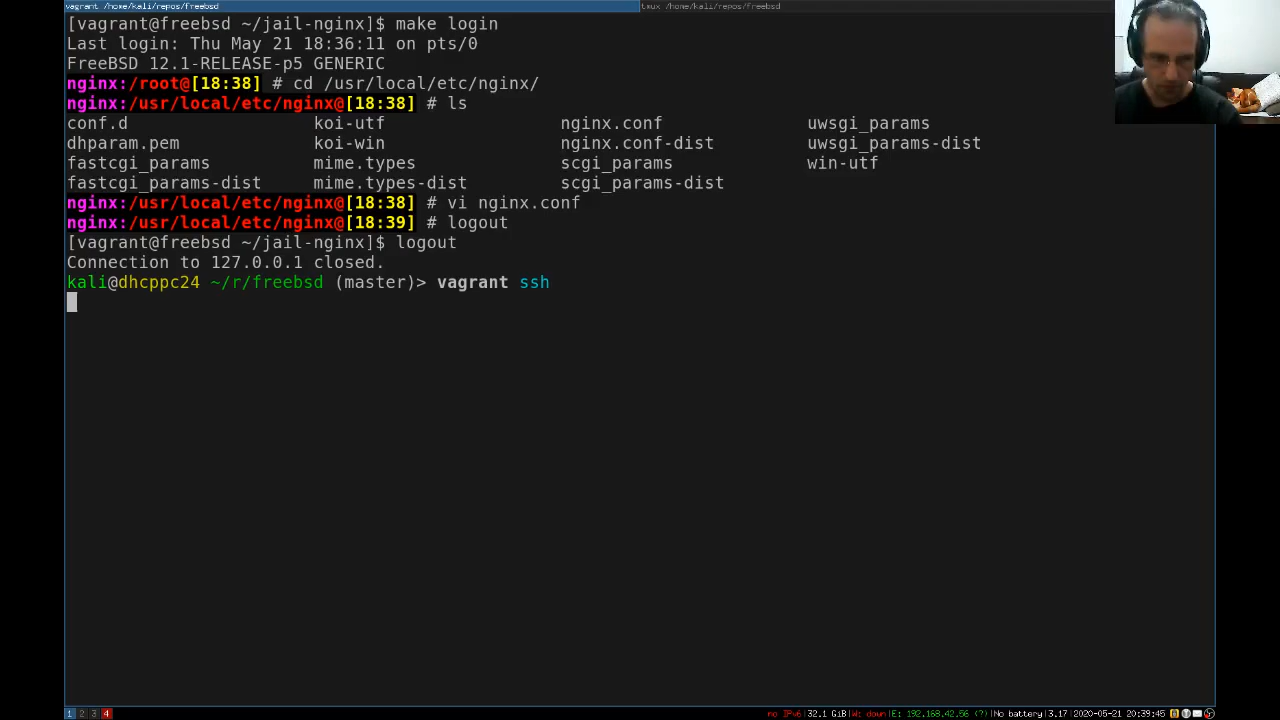 vagrant /home/kali/repos/freebsd
tmux /home/kali/repos/freebsd
[vagrant@freebsd ~/jail-nginx]$ make login
Last login: Thu May 21 18:36:11 on pts/0
FreeBSD 12.1-RELEASE-p5 GENERIC
nginx:/root@[18:38] # cd /usr/local/etc/nginx/
nginx:/usr/local/etc/nginx@[18:38] # ls
conf.d koi-utf nginx.conf uwsgi_params
dhparam.pem koi-win nginx.conf-dist uwsgi_params-dist
fastcgi_params mime.types scgi_params win-utf
fastcgi_params-dist mime.types-dist scgi_params-dist
nginx:/usr/local/etc/nginx@[18:38] # vi nginx.conf
nginx:/usr/local/etc/nginx@[18:39] # logout
[vagrant@freebsd ~/jail-nginx]$ logout
Connection to 127.0.0.1 closed.
kali@dhcppc24 ~/r/freebsd (master)> vagrant ssh
1 2 3 4 no IPv6|32.1 GiB|W: down|E: 192.168.42.56 (?)|No battery|3.17|2020-05-21 20:39:45